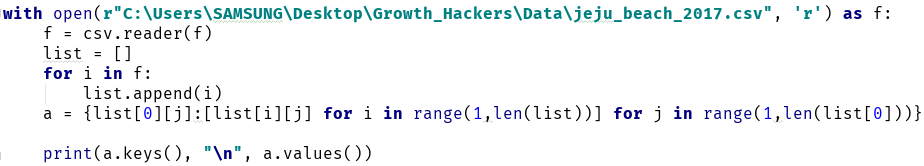 with open(r"C:\Users\SAMSUNG\Desktop\Growth_Hackers\Data\jeju_beach_2017.csv", 'r') as f:
    f = csv.reader(f)
    list = []
    for i in f:
        list.append(i)
    a = {list[0][j]:[list[i][j] for i in range(1,len(list))] for j in range(1,len(list[0]))}

    print(a.keys(), "\n", a.values())